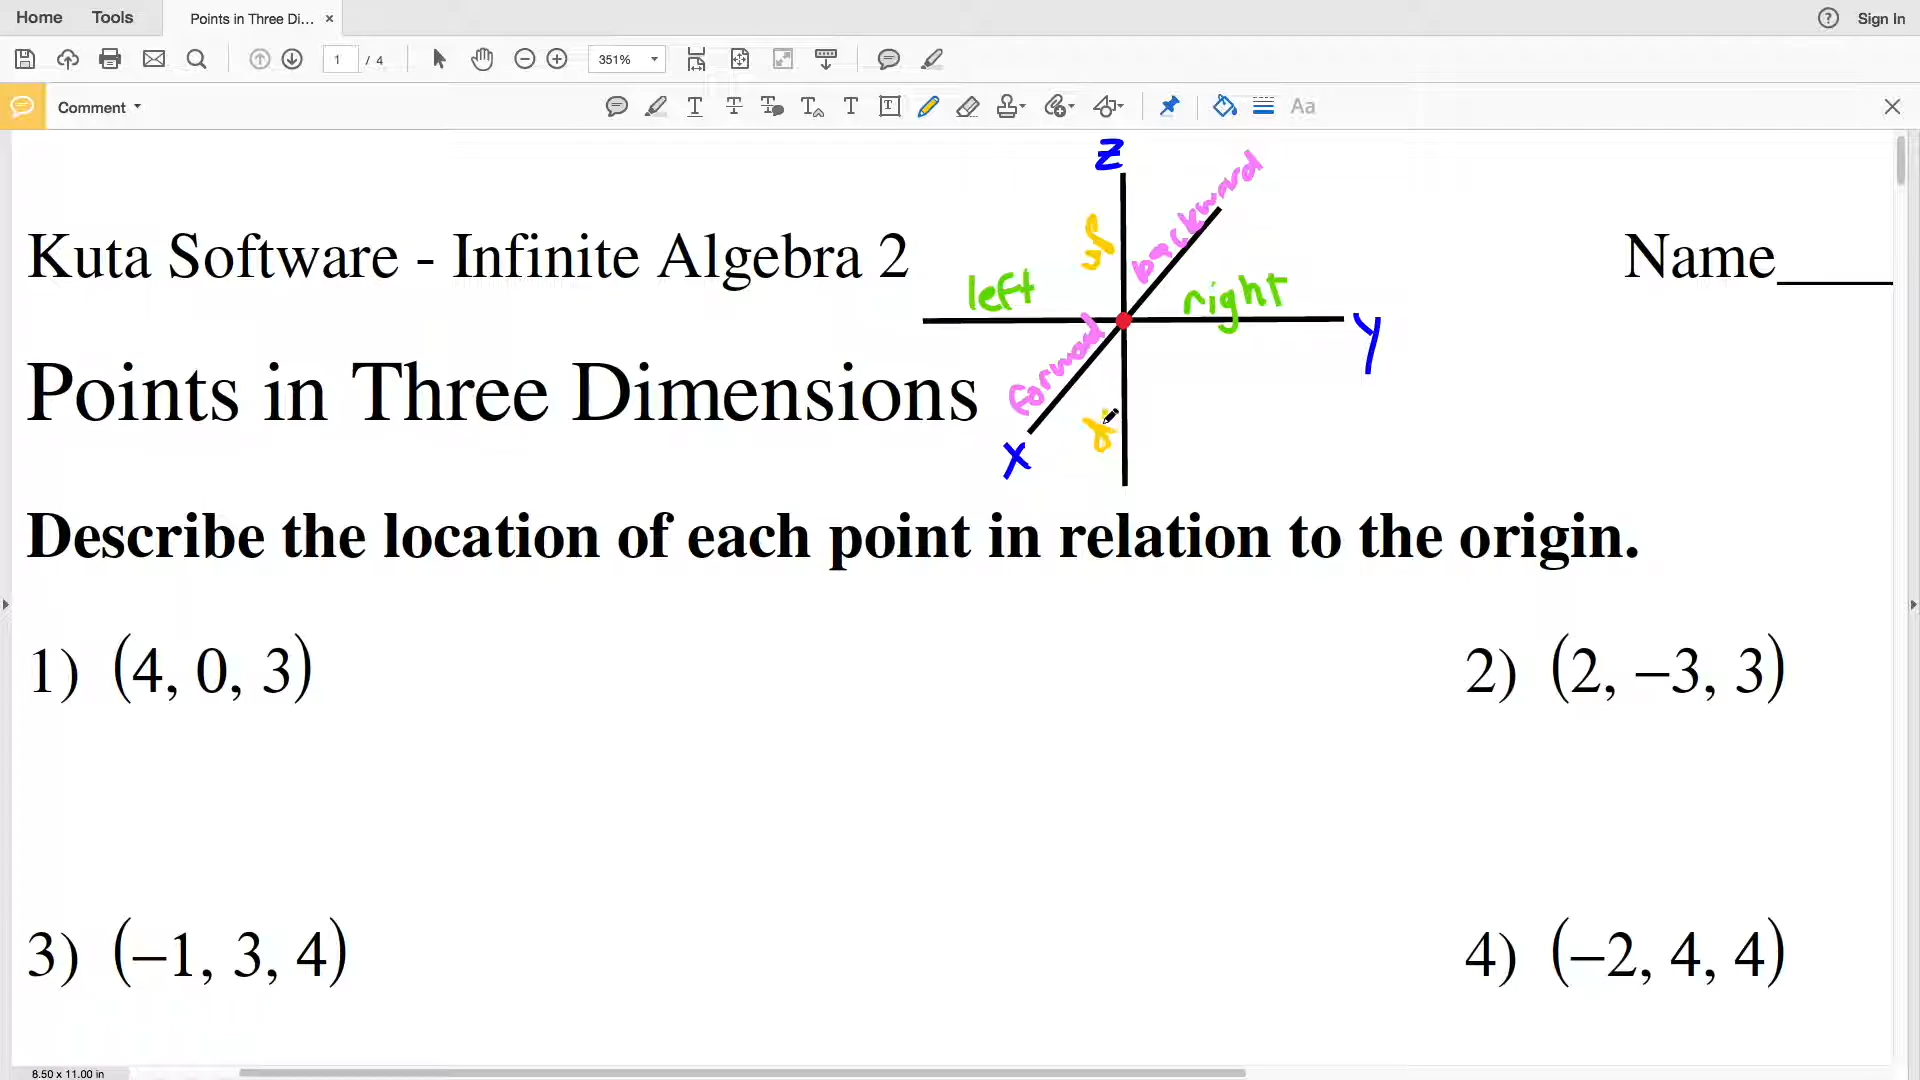 Home Tools Points in Three Di... × ? Sign In
1 / 4 351%
Comment T T T T T T Aa
z
backward
up
Kuta Software - Infinite Algebra 2 Name
left right
y
forward
Points in Three Dimensions
x
Describe the location of each point in relation to the origin.
1) (4, 0, 3) 2) (2, −3, 3)
3) (−1, 3, 4) 4) (−2, 4, 4)
8.50 x 11.00 in